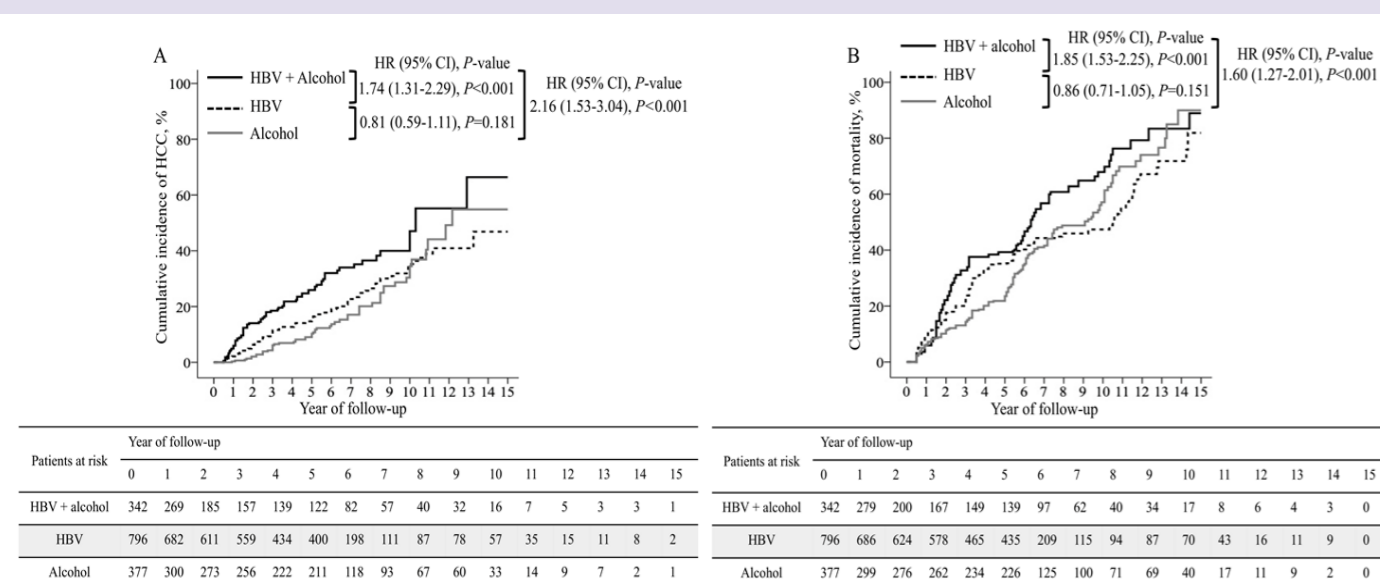 A
HR (95% CI), P-value
HBV + Alcohol
1.74 (1.31-2.29), P<0.001
HBV
0.81 (0.59-1.11), P=0.181
Alcohol
HR (95% CI), P-value
2.16 (1.53-3.04), P<0.001
Cumulative incidence of HCC, %
100
80
60
40
20
0
0 1 2 3 4 5 6 7 8 9 10 11 12 13 14 15
Year of follow-up
Year of follow-up
Patients at risk
0 1 2 3 4 5 6 7 8 9 10 11 12 13 14 15
HBV + alcohol 342 269 185 157 139 122 82 57 40 32 16 7 5 3 3 1
HBV 796 682 611 559 434 400 198 111 87 78 57 35 15 11 8 2
Alcohol 377 300 273 256 222 211 118 93 67 60 33 14 9 7 2 1
B
HR (95% CI), P-value
HBV + alcohol
1.85 (1.53-2.25), P<0.001
HBV
0.86 (0.71-1.05), P=0.151
Alcohol
HR (95% CI), P-value
1.60 (1.27-2.01), P<0.001
Cumulative incidence of mortality, %
100
80
60
40
20
0
0 1 2 3 4 5 6 7 8 9 10 11 12 13 14 15
Year of follow-up
Year of follow-up
Patients at risk
0 1 2 3 4 5 6 7 8 9 10 11 12 13 14 15
HBV + alcohol 342 279 200 167 149 139 97 62 40 34 17 8 6 4 3 0
HBV 796 686 624 578 465 435 209 115 94 87 70 43 16 11 9 0
Alcohol 377 299 276 262 234 226 125 100 71 69 40 17 11 9 2 0